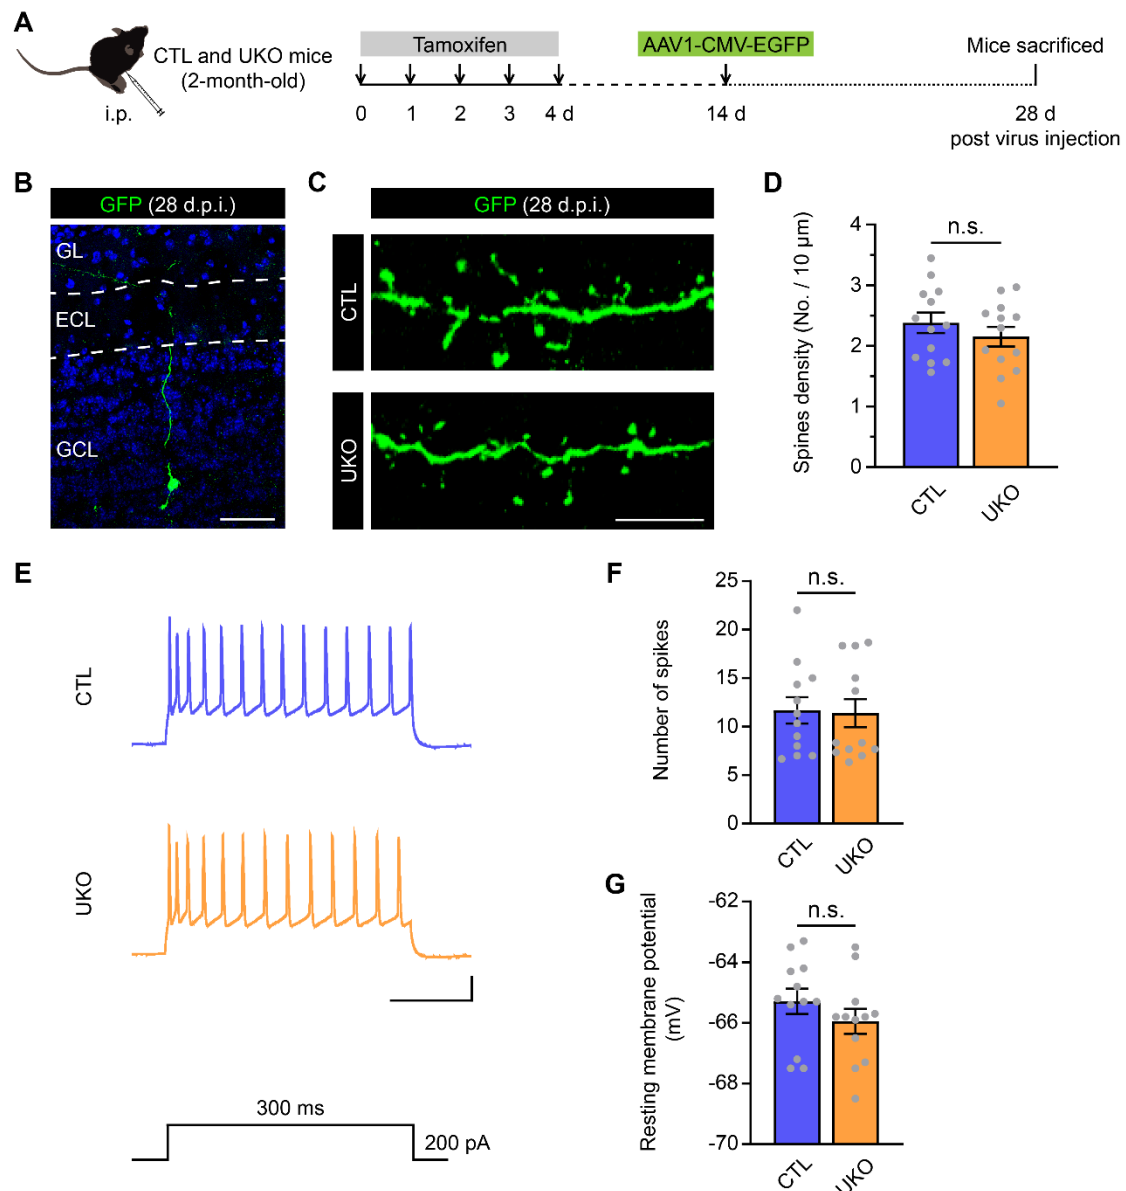 A
CTL and UKO mice
(2-month-old)
i.p.
Tamoxifen
AAV1-CMV-EGFP
Mice sacrificed
0 1 2 3 4 d 14 d 28 d
post virus injection
B
GFP (28 d.p.i.)
GL
ECL
GCL
C
GFP (28 d.p.i.)
CTL
UKO
D
Spines density (No. / 10 µm)
4
3
2
1
0
n.s.
CTL UKO
E
CTL
UKO
300 ms
200 pA
F
Number of spikes
25
20
15
10
5
0
n.s.
CTL UKO
G
Resting membrane potential
(mV)
-62
-64
-66
-68
-70
n.s.
CTL UKO